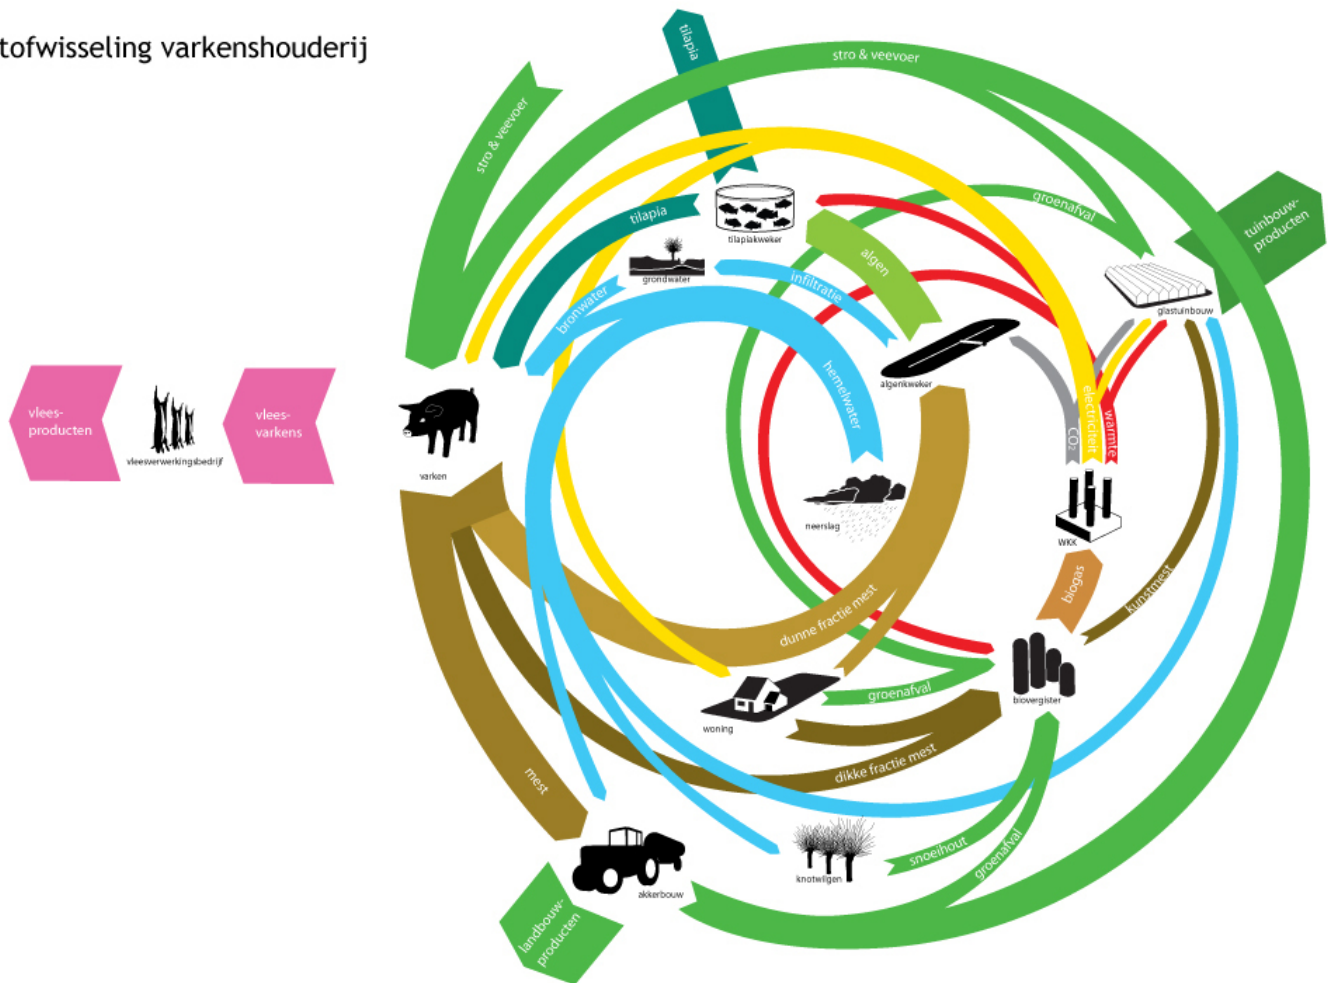 tofwisseling varkenshouderij
tilapia
stro & veevoer
stro & veevoer
groenafval
tuinbouw-
producten
tilapia
tilapiakweker
algen
grondwater
infiltratie
bronwater
glastuinbouw
hemelwater
algenkweker
vlees-
producten
vleesverwerkingsbedrijf
vlees-
varkens
varken
CO₂
electriciteit
warmte
neerslag
WKK
biogas
kunstmest
dunne fractie mest
groenafval
biovergister
woning
dikke fractie mest
mest
snoeihout
groenafval
knotwilgen
akkerbouw
landbouw-
producten